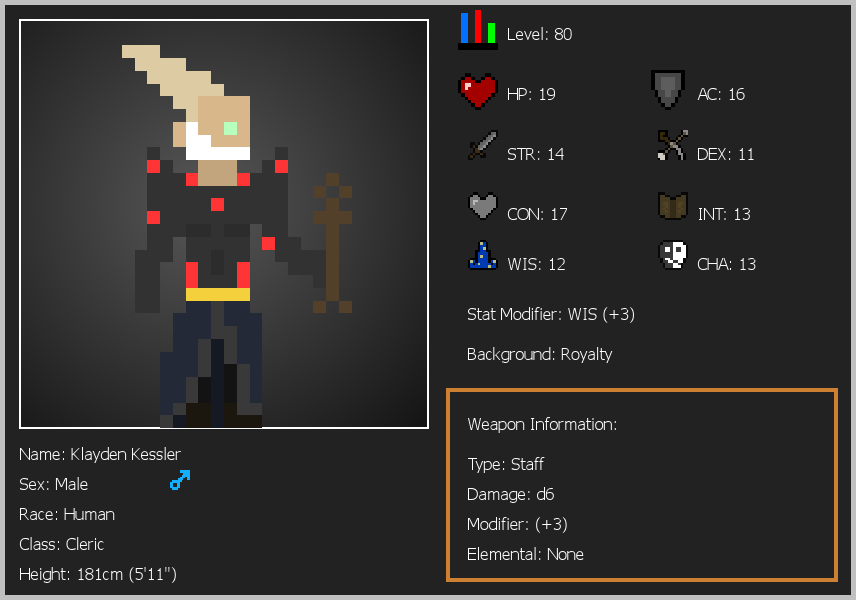 Level: 80
HP: 19
AC: 16
STR: 14
DEX: 11
CON: 17
INT: 13
WIS: 12
CHA: 13
Stat Modifier: WIS (+3)
Background: Royalty
Weapon Information:
Type: Staff
Damage: d6
Modifier: (+3)
Elemental: None
Name: Klayden Kessler
Sex: Male
Race: Human
Class: Cleric
Height: 181cm (5'11")